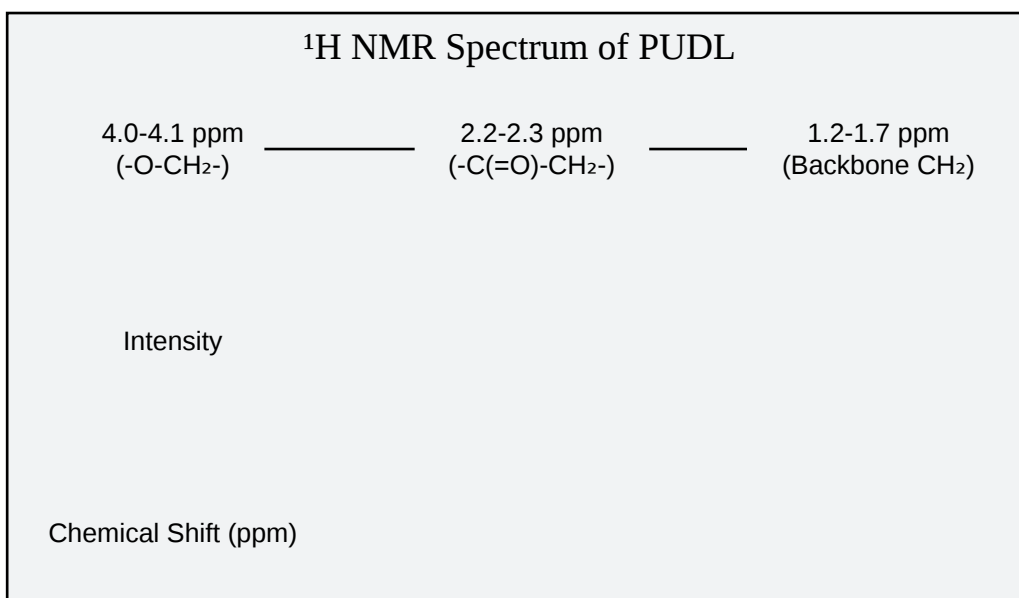 ¹H NMR Spectrum of PUDL
4.0-4.1 ppm
(-O-CH₂-)
2.2-2.3 ppm
(-C(=O)-CH₂-)
1.2-1.7 ppm
(Backbone CH₂)
Intensity
Chemical Shift (ppm)